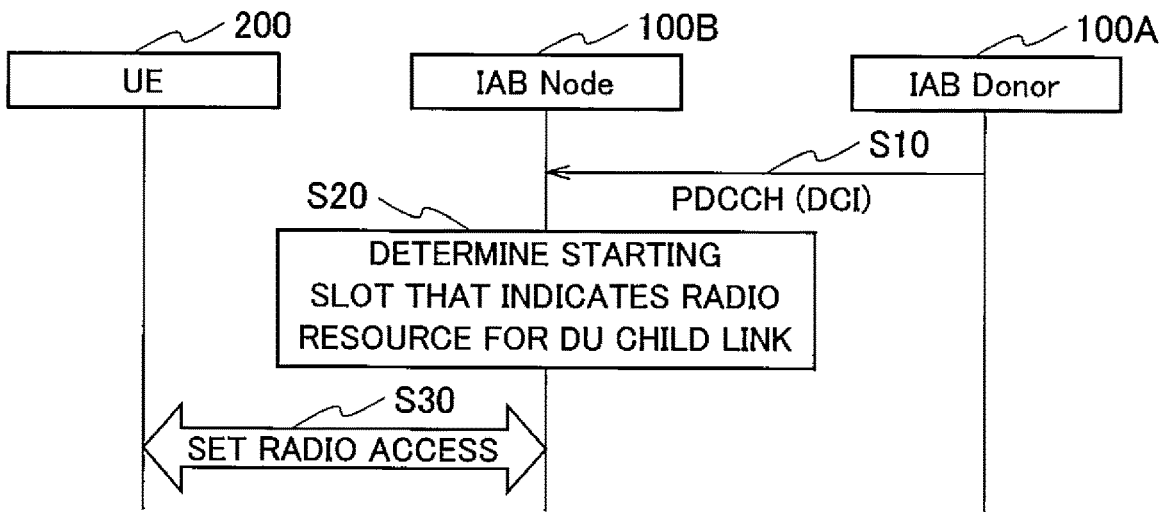 200
100B
100A
UE
IAB Node
IAB Donor
S10
PDCCH (DCI)
S20
DETERMINE STARTING
SLOT THAT INDICATES RADIO
RESOURCE FOR DU CHILD LINK
S30
SET RADIO ACCESS